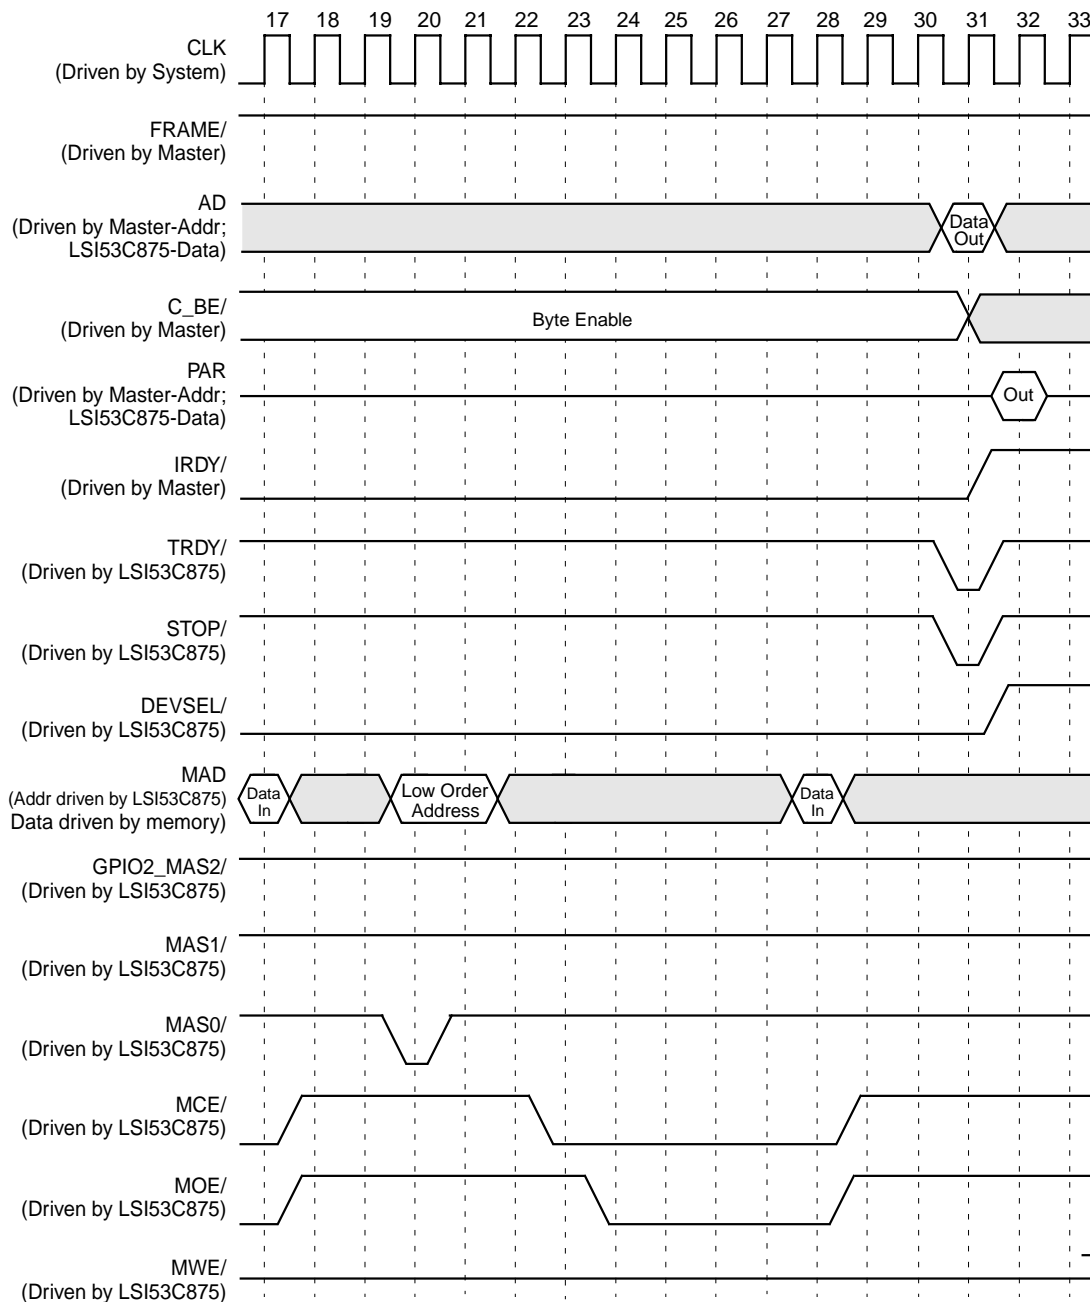 17 18 19 20 21 22 23 24 25 26 27 28 29 30 31 32 33
CLK
(Driven by System)
FRAME/
(Driven by Master)
AD
(Driven by Master-Addr;
LSI53C875-Data)
Data
Out
C_BE/
(Driven by Master)
Byte Enable
PAR
(Driven by Master-Addr;
LSI53C875-Data)
Out
IRDY/
(Driven by Master)
TRDY/
(Driven by LSI53C875)
STOP/
(Driven by LSI53C875)
DEVSEL/
(Driven by LSI53C875)
MAD
(Addr driven by LSI53C875)
Data driven by memory)
Data
In
Low Order
Address
Data
In
GPIO2_MAS2/
(Driven by LSI53C875)
MAS1/
(Driven by LSI53C875)
MAS0/
(Driven by LSI53C875)
MCE/
(Driven by LSI53C875)
MOE/
(Driven by LSI53C875)
MWE/
(Driven by LSI53C875)